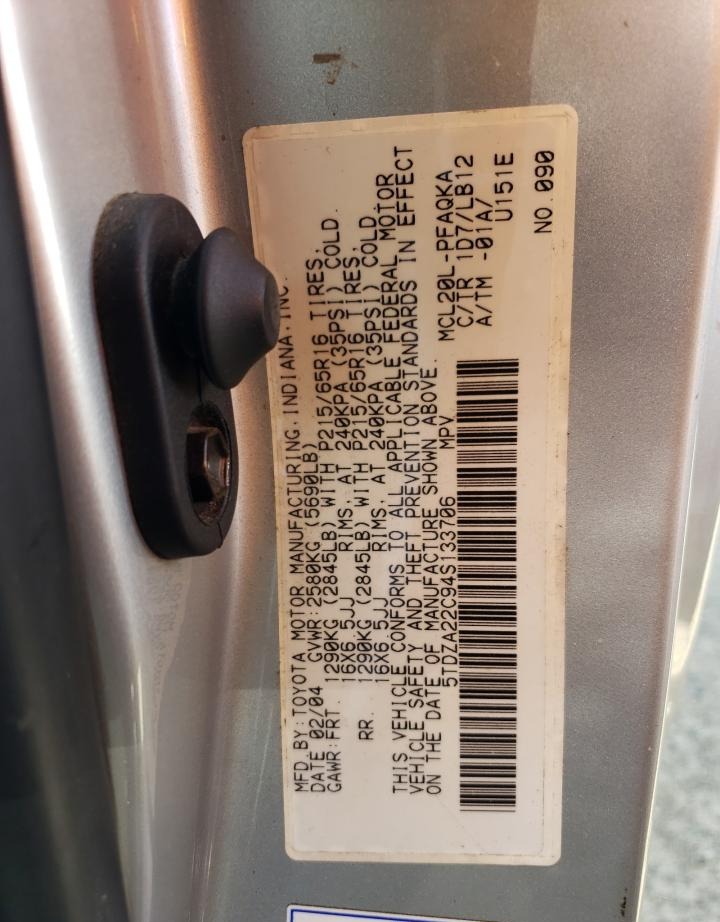 MFD.BY:TOYOTA MOTOR MANUFACTURING,INDIANA,INC.
DATE 02/04 GVWR:2580KG (5690LB)
GAWR:FRT. 1290KG (2845LB) WITH P215/65R16 TIRES,
16X6.5JJ RIMS, AT 240KPA (35PSI) COLD.
RR. 1290KG (2845LB) WITH P215/65R16 TIRES,
16X6.5JJ RIMS, AT 240KPA (35PSI) COLD
THIS VEHICLE CONFORMS TO ALL APPLICABLE FEDERAL MOTOR
VEHICLE SAFETY AND THEFT PREVENTION STANDARDS IN EFFECT
ON THE DATE OF MANUFACTURE SHOWN ABOVE.
5TDZA22C94S133706 MPV
MCL20L-PFAQKA
C/TR 1D7/LB12
A/TM -01A/
U151E
NO.090